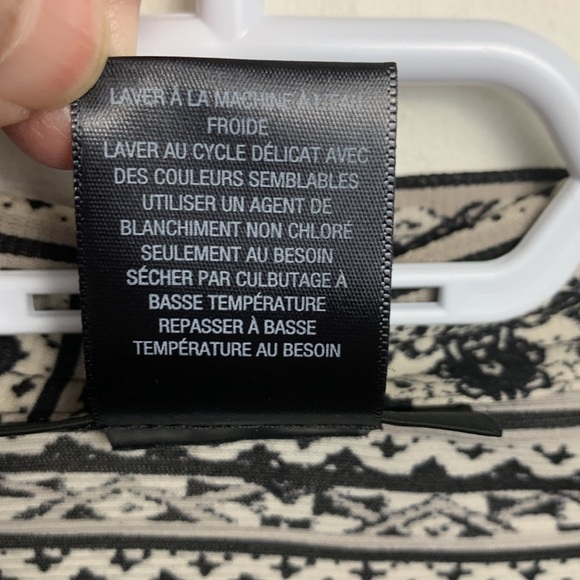 LAVER À LA MACHINE À L'EAU
FROIDE
LAVER AU CYCLE DÉLICAT AVEC
DES COULEURS SEMBLABLES
UTILISER UN AGENT DE
BLANCHIMENT NON CHLORÉ
SEULEMENT AU BESOIN
SÉCHER PAR CULBUTAGE À
BASSE TEMPÉRATURE
REPASSER À BASSE
TEMPÉRATURE AU BESOIN